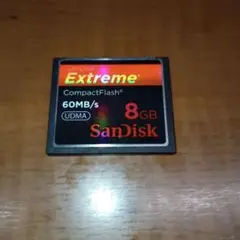 Extreme
CompactFlash®
60MB/s
UDMA
8GB
SanDisk